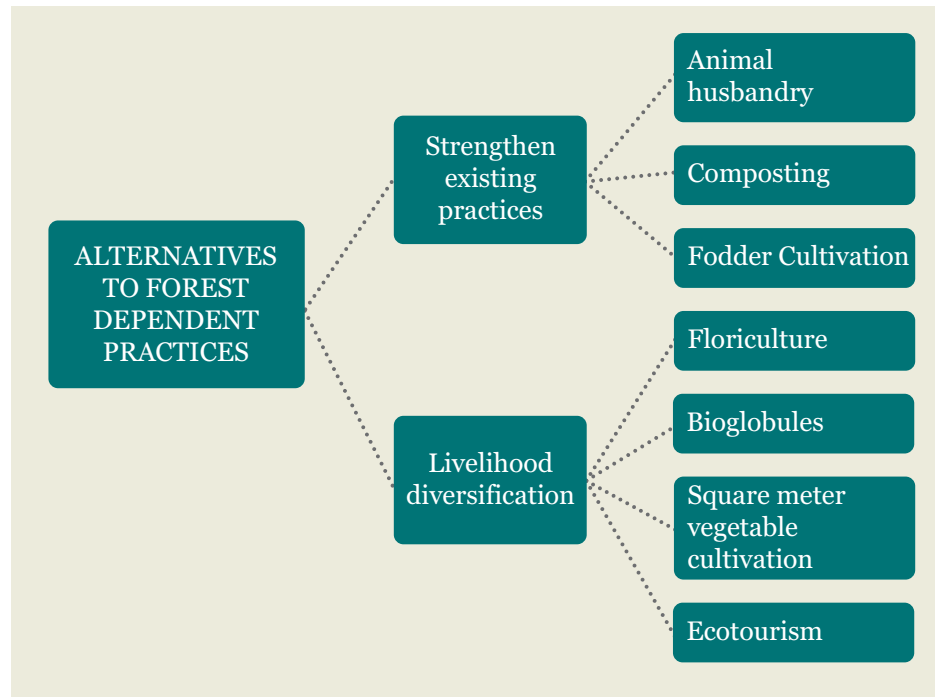 ALTERNATIVES
TO FOREST
DEPENDENT
PRACTICES
Strengthen
existing
practices
Animal
husbandry
Composting
Fodder Cultivation
Livelihood
diversification
Floriculture
Bioglobules
Square meter
vegetable
cultivation
Ecotourism